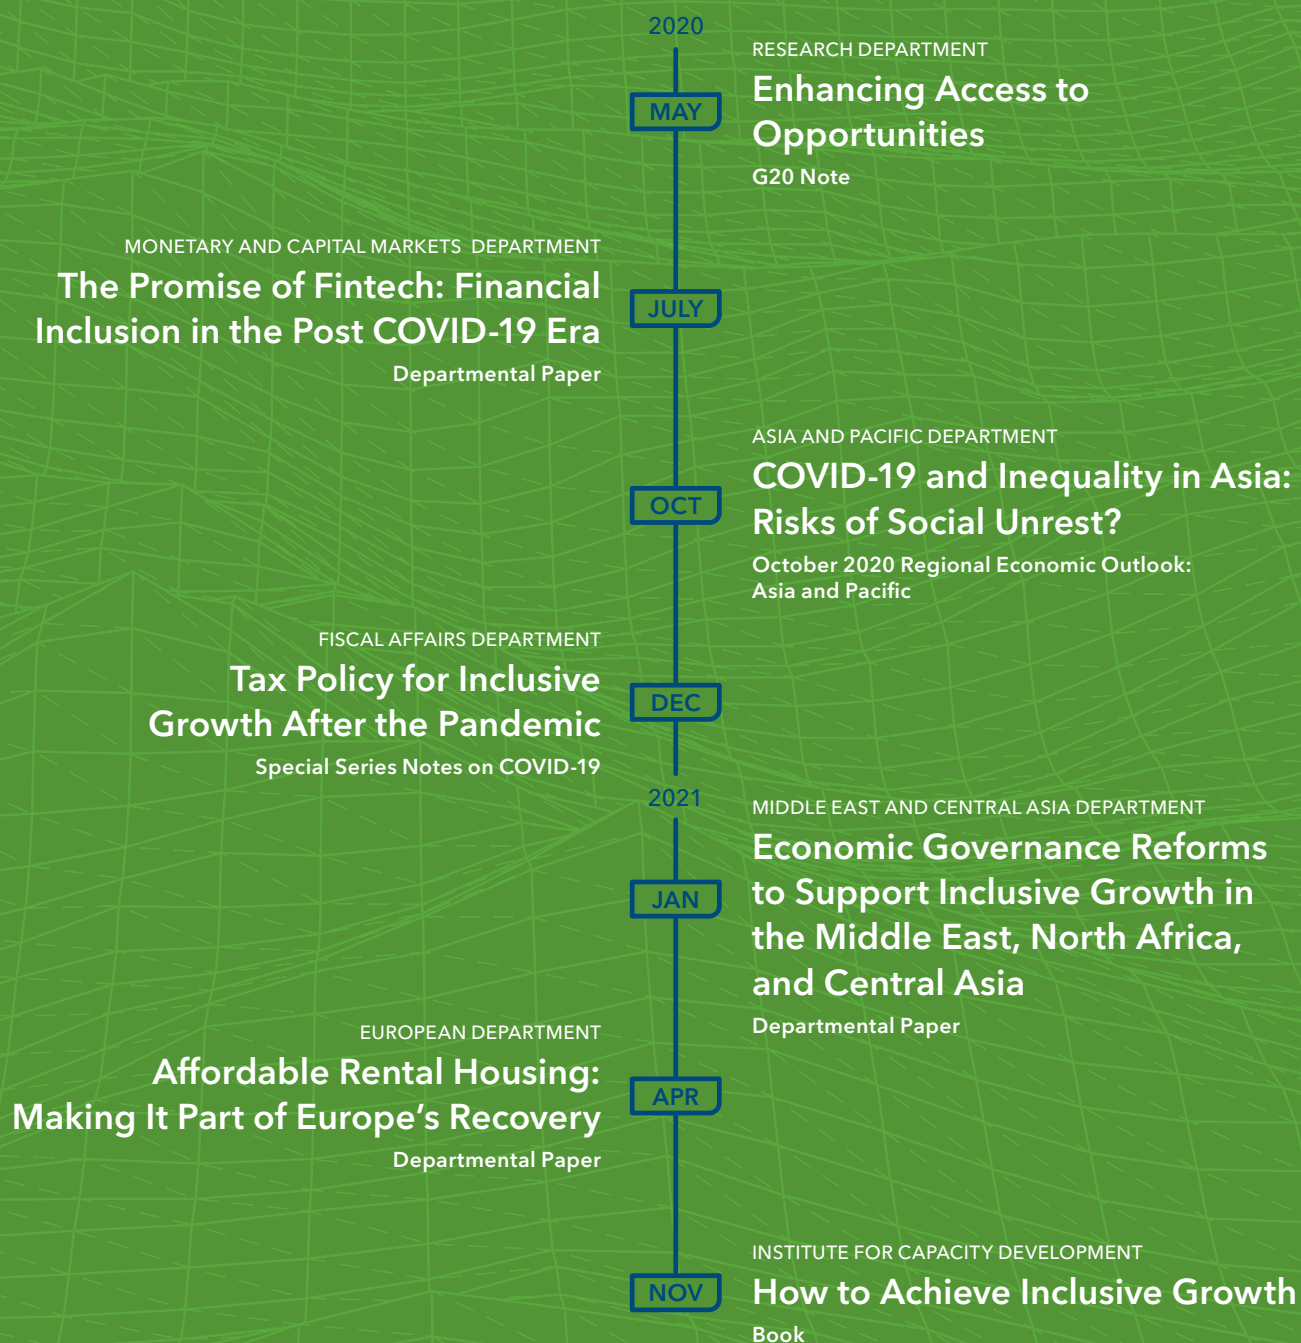 2020
RESEARCH DEPARTMENT
Enhancing Access to
Opportunities
G20 Note
MAY
MONETARY AND CAPITAL MARKETS DEPARTMENT
The Promise of Fintech: Financial
Inclusion in the Post COVID-19 Era
Departmental Paper
JULY
ASIA AND PACIFIC DEPARTMENT
COVID-19 and Inequality in Asia:
Risks of Social Unrest?
October 2020 Regional Economic Outlook:
Asia and Pacific
OCT
FISCAL AFFAIRS DEPARTMENT
Tax Policy for Inclusive
Growth After the Pandemic
Special Series Notes on COVID-19
DEC
2021
MIDDLE EAST AND CENTRAL ASIA DEPARTMENT
Economic Governance Reforms
to Support Inclusive Growth in
the Middle East, North Africa,
and Central Asia
Departmental Paper
JAN
EUROPEAN DEPARTMENT
Affordable Rental Housing:
Making It Part of Europe’s Recovery
Departmental Paper
APR
INSTITUTE FOR CAPACITY DEVELOPMENT
How to Achieve Inclusive Growth
Book
NOV